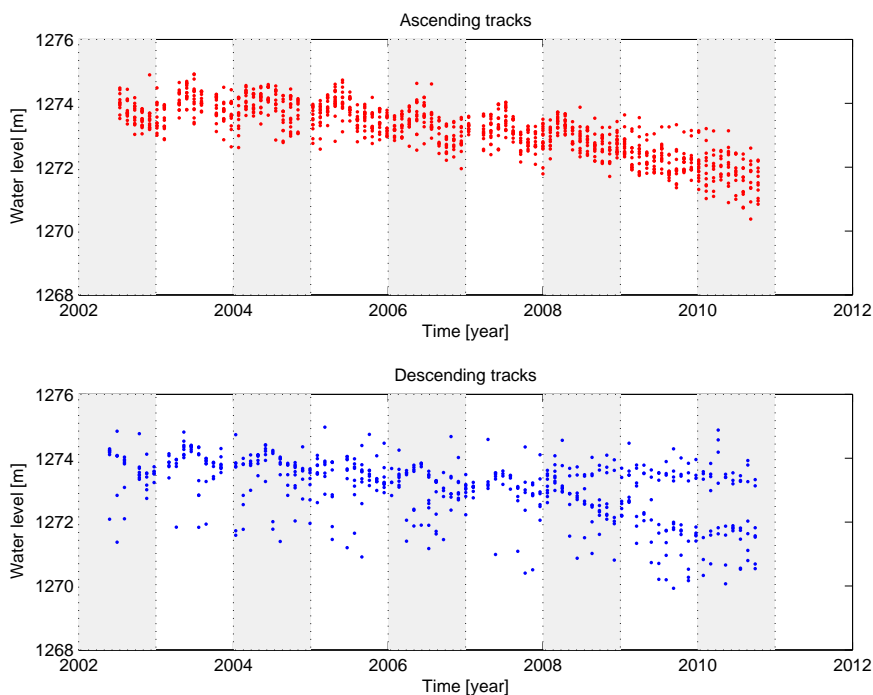 Ascending tracks
1276
1274
1272
1270
1268
Water level [m]
2002 2004 2006 2008 2010 2012
Time [year]
Descending tracks
1276
1274
1272
1270
1268
Water level [m]
2002 2004 2006 2008 2010 2012
Time [year]